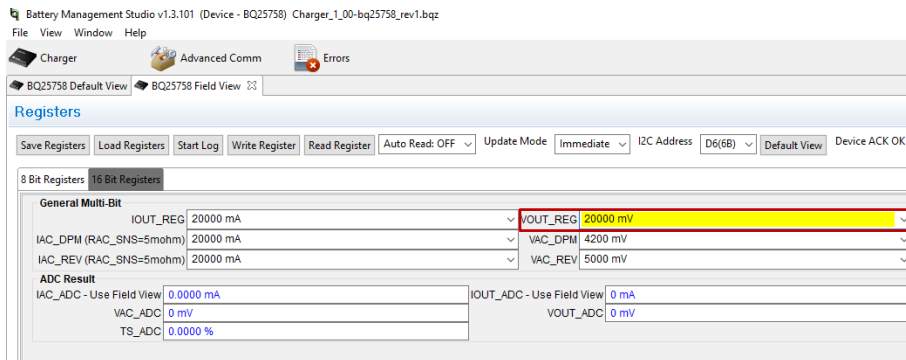 Battery Management Studio v1.3.101 (Device - BQ25758) Charger_1_00-bq25758_rev1.bqz
File View Window Help
Charger Advanced Comm Errors
BQ25758 Default View BQ25758 Field View
Registers
Save Registers Load Registers Start Log Write Register Read Register Auto Read: OFF Update Mode Immediate I2C Address D6(6B) Default View Device ACK OK
8 Bit Registers 16 Bit Registers
General Multi-Bit
IOUT_REG 20000 mA VOUT_REG 20000 mV
IAC_DPM (RAC_SNS=5mohm) 20000 mA VAC_DPM 4200 mV
IAC_REV (RAC_SNS=5mohm) 20000 mA VAC_REV 5000 mV
ADC Result
IAC_ADC - Use Field View 0.0000 mA IOUT_ADC - Use Field View 0 mA
VAC_ADC 0 mV VOUT_ADC 0 mV
TS_ADC 0.0000 %